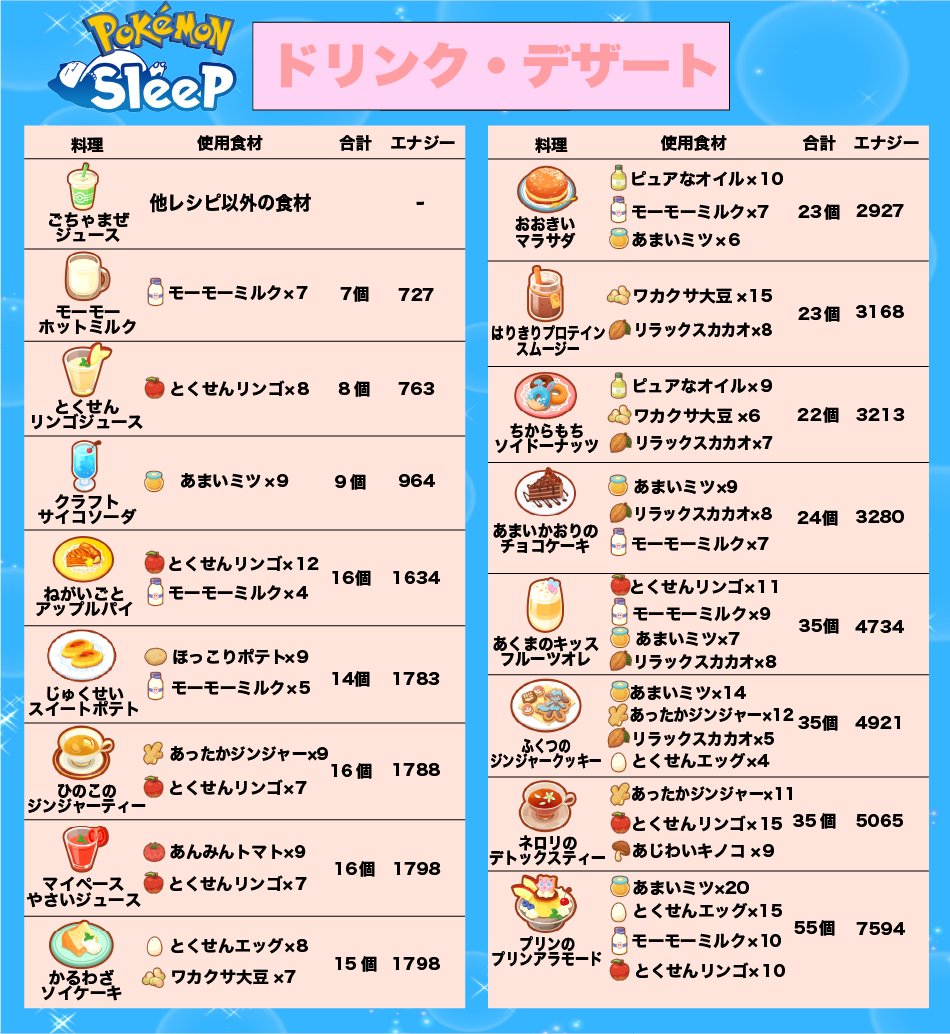 Pokémon
Sleep
ドリンク・デザート
料理 使用食材 合計 エナジー
ごちゃまぜ
ジュース
他レシピ以外の食材 -
モーモー
ホットミルク
モーモーミルク×7 7個 727
とくせん
リンゴジュース
とくせんリンゴ×8 8個 763
クラフト
サイコソーダ
あまいミツ×9 9個 964
ねがいごと
アップルパイ
とくせんリンゴ×12
モーモーミルク×4
16個 1634
じゅくせい
スイートポテト
ほっこりポテト×9
モーモーミルク×5
14個 1783
ひのこの
ジンジャーティー
あったかジンジャー×9
とくせんリンゴ×7
16個 1788
マイペース
やさいジュース
あんみんトマト×9
とくせんリンゴ×7
16個 1798
かるわざ
ソイケーキ
とくせんエッグ×8
ワカクサ大豆 ×7
15個 1798
料理 使用食材 合計 エナジー
おおきい
マラサダ
ピュアなオイル×10
モーモーミルク×7
あまいミツ×6
23個 2927
はりきりプロテイン
スムージー
ワカクサ大豆 ×15
リラックスカカオ×8
23個 3168
ちからもち
ソイドーナッツ
ピュアなオイル×9
ワカクサ大豆 ×6
リラックスカカオ×7
22個 3213
あまいかおりの
チョコケーキ
あまいミツ×9
リラックスカカオ×8
モーモーミルク×7
24個 3280
あくまのキッス
フルーツオレ
とくせんリンゴ×11
モーモーミルク×9
あまいミツ×7
リラックスカカオ×8
35個 4734
ふくつの
ジンジャークッキー
あまいミツ×14
あったかジンジャー×12
リラックスカカオ×5
とくせんエッグ×4
35個 4921
ネロリの
デトックスティー
あったかジンジャー×11
とくせんリンゴ×15
あじわいキノコ ×9
35個 5065
プリンの
プリンアラモード
あまいミツ×20
とくせんエッグ×15
モーモーミルク×10
とくせんリンゴ×10
55個 7594